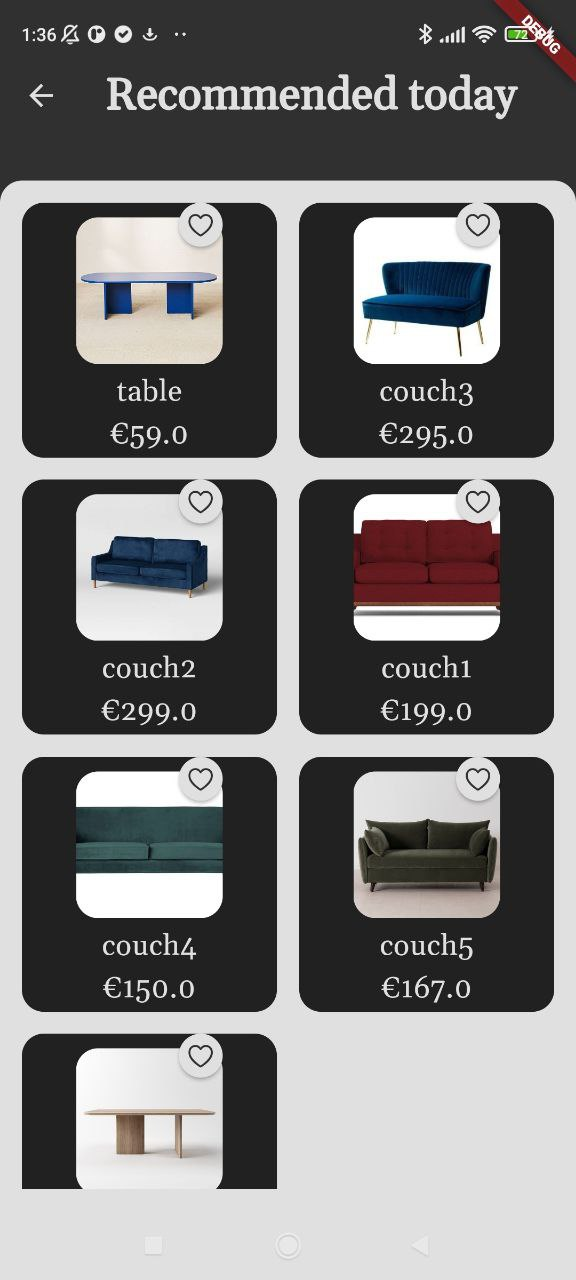 1:36
72
DEBUG
Recommended today
table
€59.0
couch3
€295.0
couch2
€299.0
couch1
€199.0
couch4
€150.0
couch5
€167.0